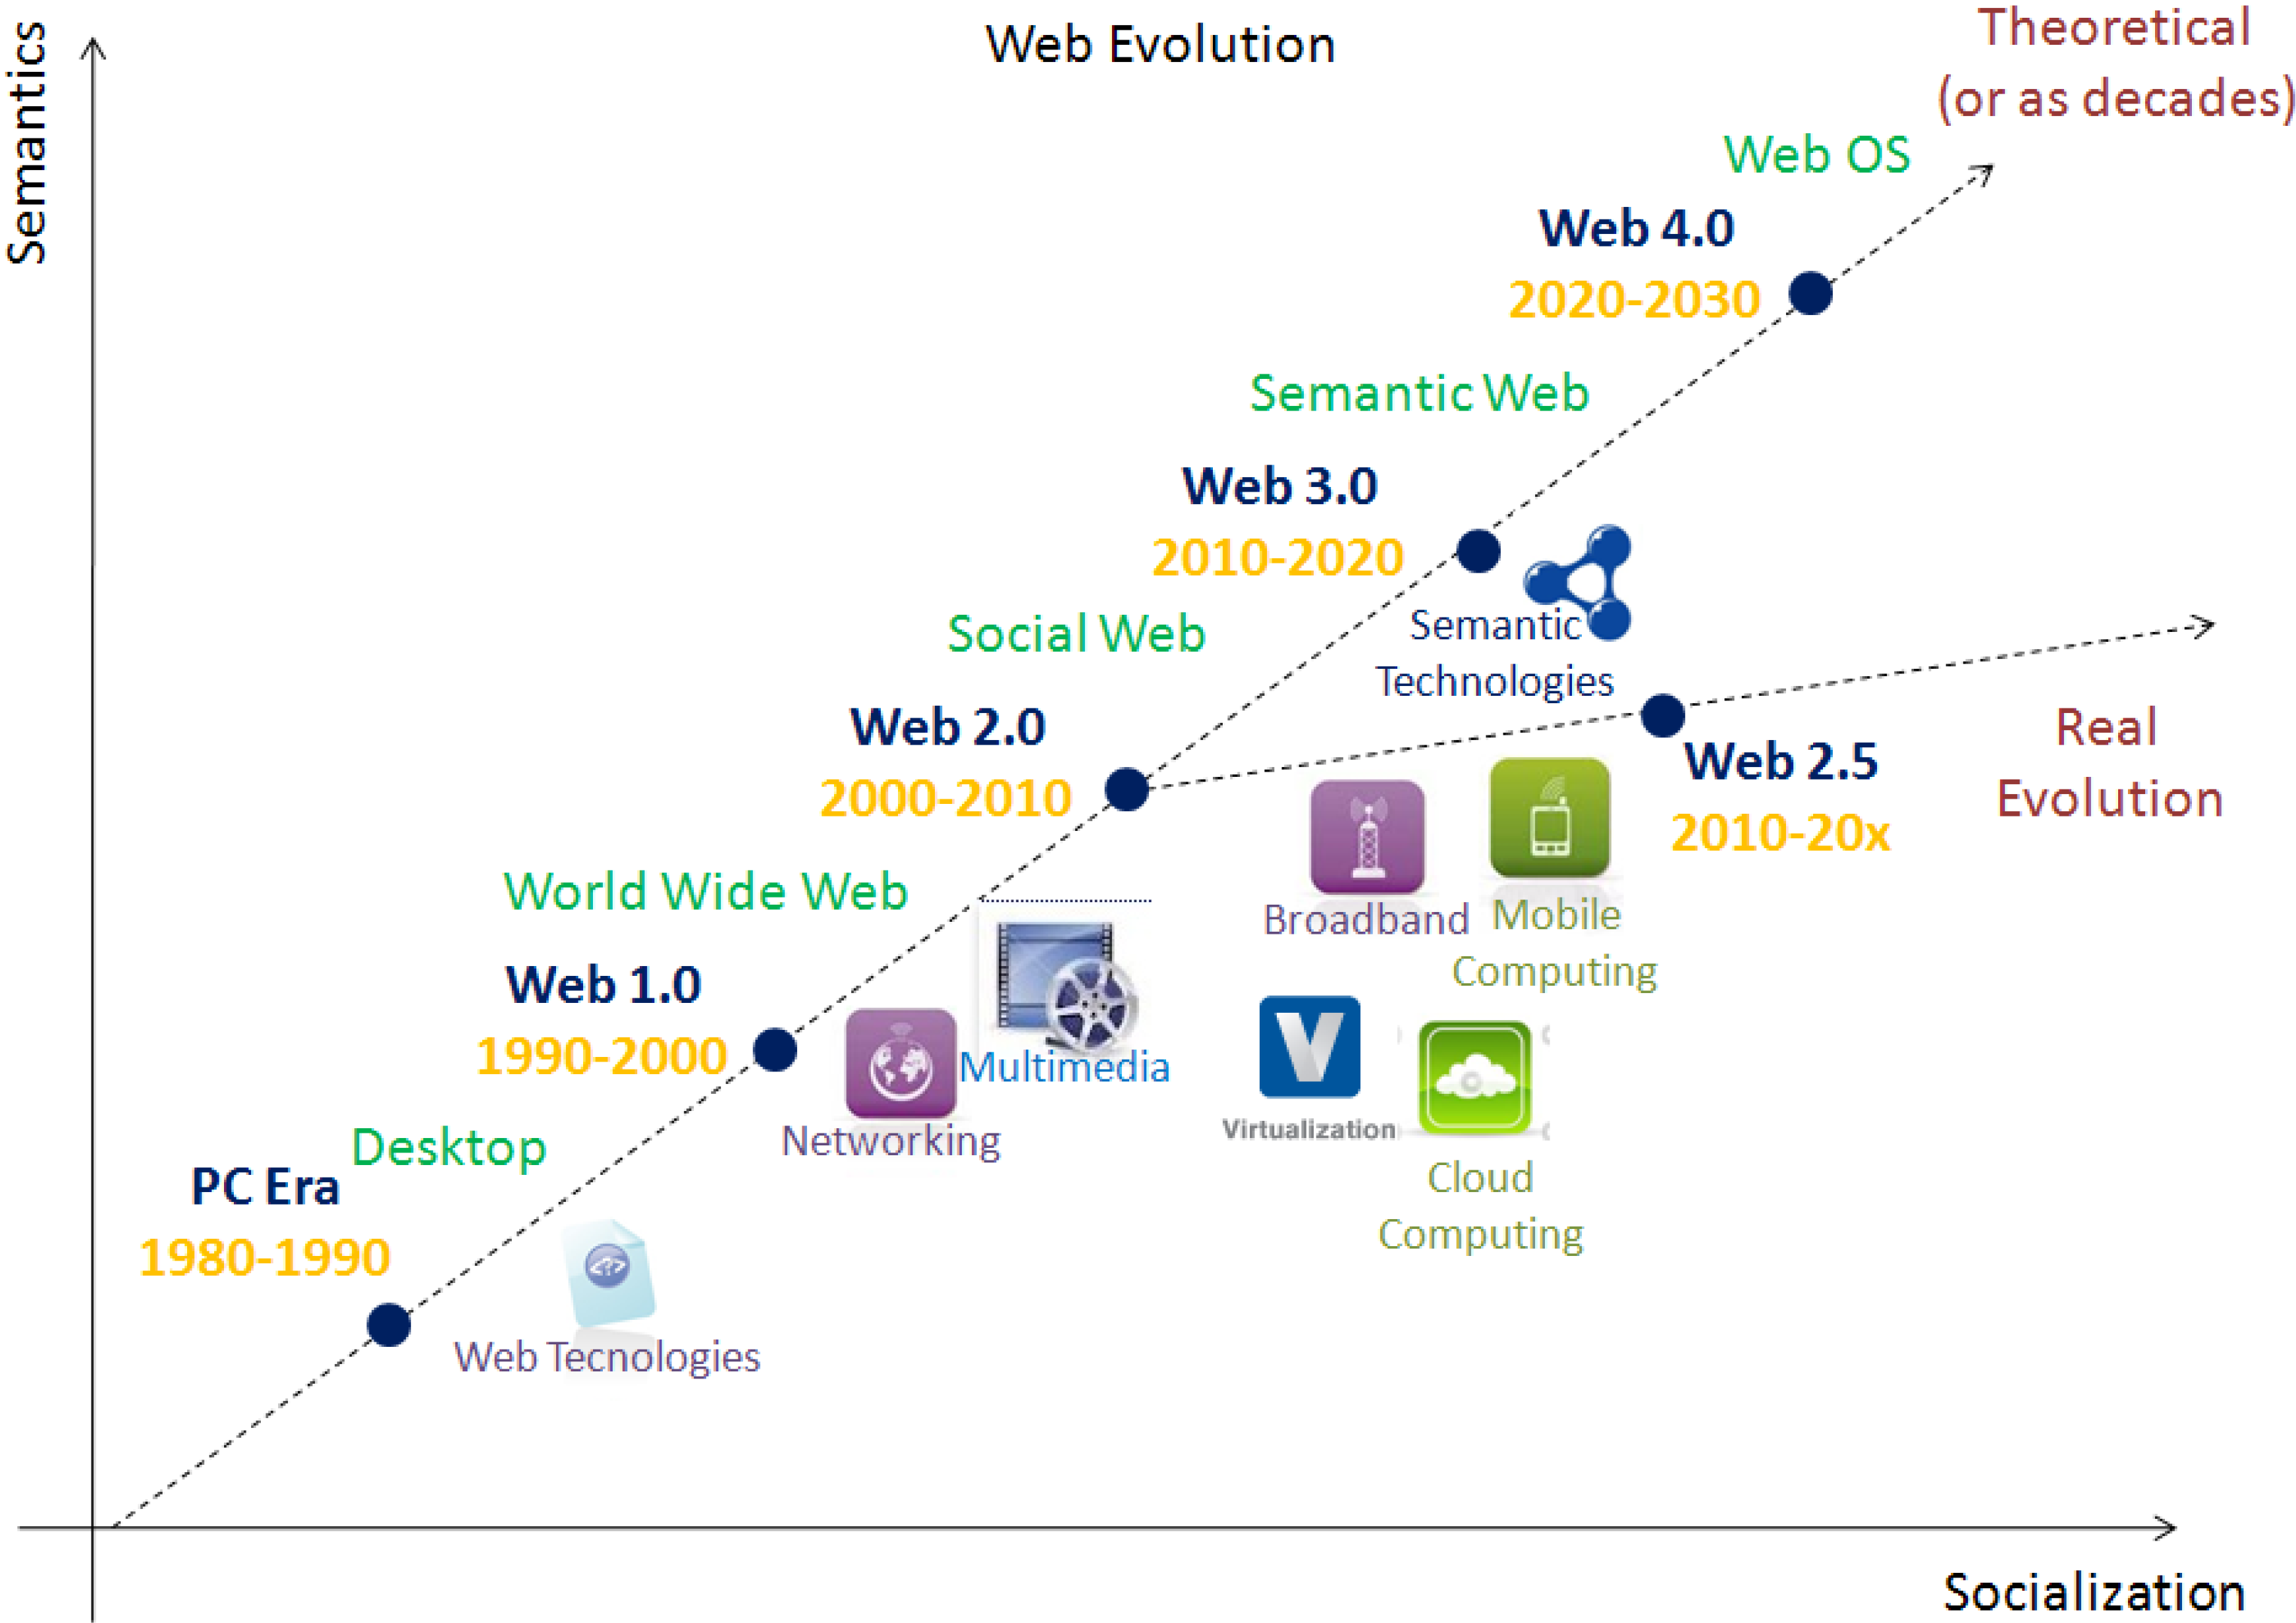 Web Evolution
Theoretical
(or as decades)
Semantics
Web OS
Web 4.0
2020-2030
Semantic Web
Web 3.0
2010-2020
Semantic
Technologies
Social Web
Web 2.0
2000-2010
Real
Evolution
Web 2.5
2010-20x
Broadband
Mobile
Computing
World Wide Web
Web 1.0
1990-2000
Multimedia
Networking
V
Virtualization
Cloud
Computing
Desktop
PC Era
1980-1990
</>
Web Tecnologies
Socialization